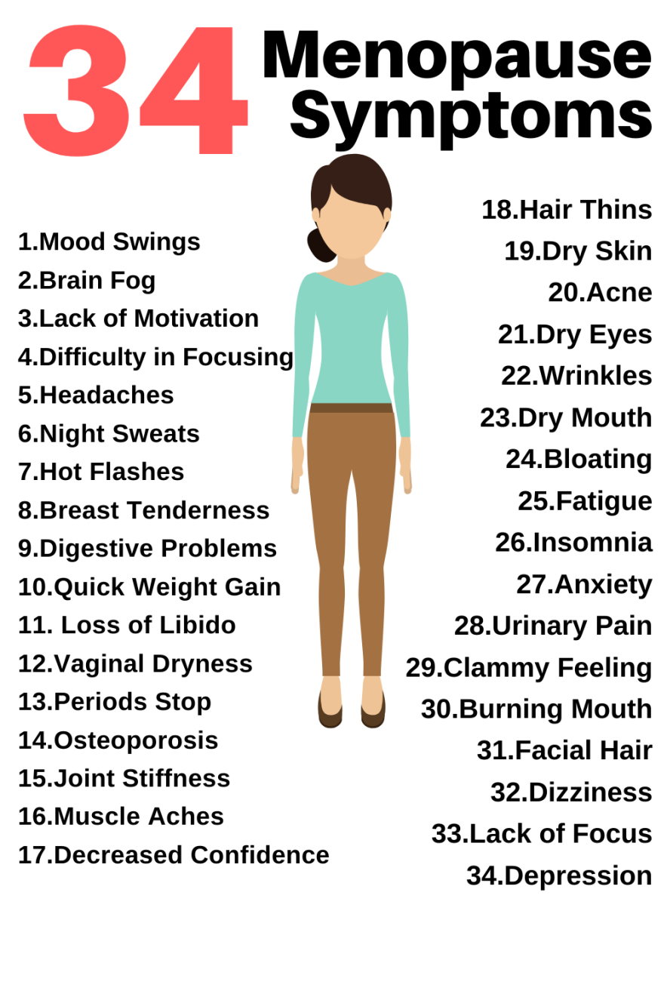 34 Menopause
Symptoms
1.Mood Swings
2.Brain Fog
3.Lack of Motivation
4.Difficulty in Focusing
5.Headaches
6.Night Sweats
7.Hot Flashes
8.Breast Tenderness
9.Digestive Problems
10.Quick Weight Gain
11. Loss of Libido
12.Vaginal Dryness
13.Periods Stop
14.Osteoporosis
15.Joint Stiffness
16.Muscle Aches
17.Decreased Confidence
18.Hair Thins
19.Dry Skin
20.Acne
21.Dry Eyes
22.Wrinkles
23.Dry Mouth
24.Bloating
25.Fatigue
26.Insomnia
27.Anxiety
28.Urinary Pain
29.Clammy Feeling
30.Burning Mouth
31.Facial Hair
32.Dizziness
33.Lack of Focus
34.Depression